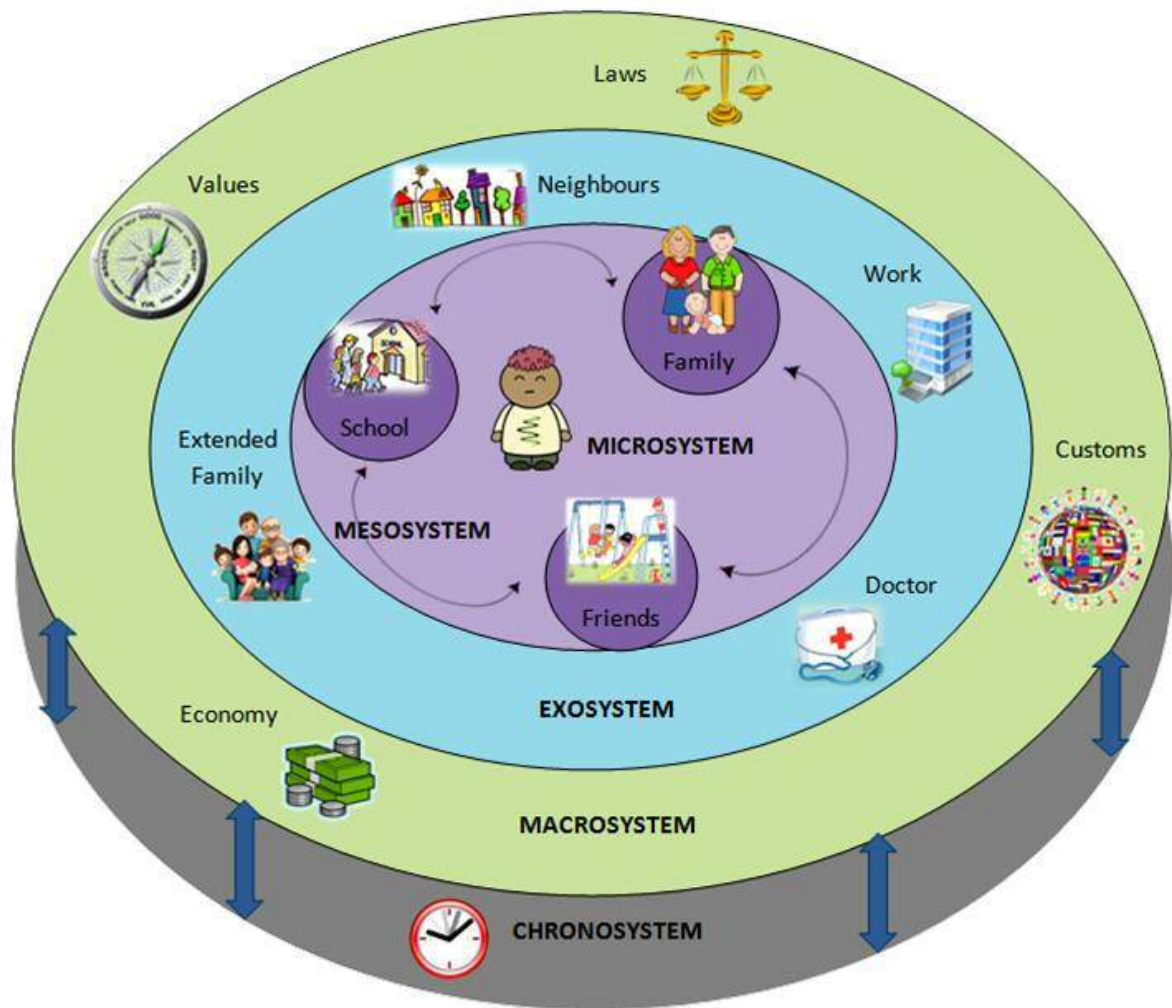 Laws
Values
Neighbours
Work
Family
School
MICROSYSTEM
Extended
Family
Customs
MESOSYSTEM
Doctor
Friends
EXOSYSTEM
Economy
MACROSYSTEM
CHRONOSYSTEM